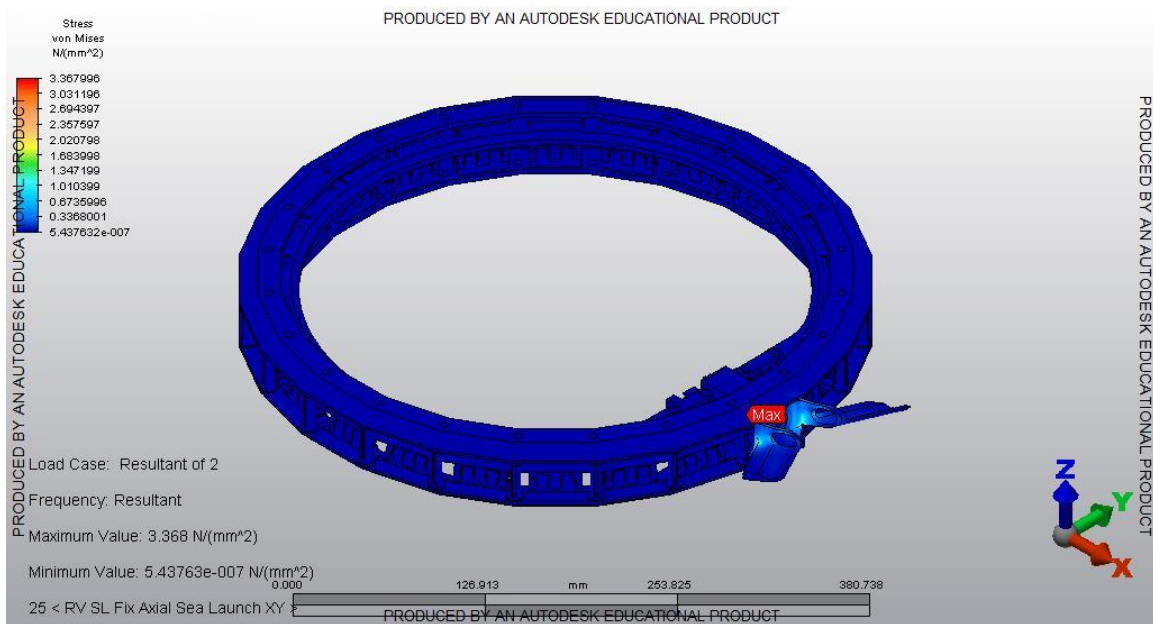 PRODUCED BY AN AUTODESK EDUCATIONAL PRODUCT
Stress
von Mises
N/(mm^2)
3.367996
3.031196
2.694397
2.357597
2.020798
1.683998
1.347199
1.010399
0.6735996
0.3368001
5.437632e-007
PRODUCED BY AN AUTODESK EDUCATIONAL PRODUCT
PRODUCED BY AN AUTODESK EDUCATIONAL PRODUCT
Max
Load Case: Resultant of 2
Frequency: Resultant
Maximum Value: 3.368 N/(mm^2)
Minimum Value: 5.43763e-007 N/(mm^2)
0.000 126.913 mm 253.825 380.738
25 < RV SL Fix Axial Sea Launch XY >
PRODUCED BY AN AUTODESK EDUCATIONAL PRODUCT
Z
Y
X